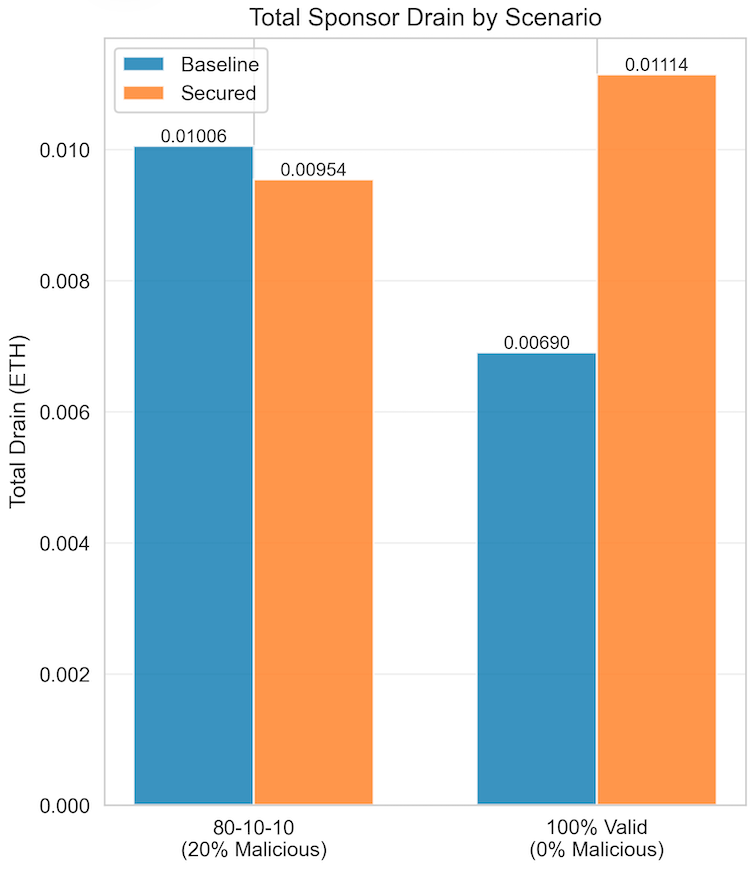 Total Sponsor Drain by Scenario
Baseline
Secured
0.01006
0.00954
0.00690
0.01114
Total Drain (ETH)
0.010
0.008
0.006
0.004
0.002
0.000
80-10-10
(20% Malicious)
100% Valid
(0% Malicious)